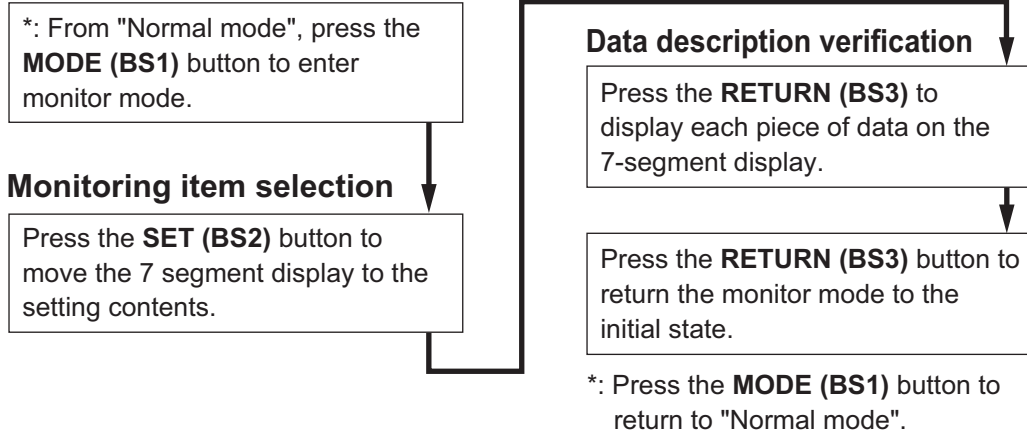 *: From "Normal mode", press the
MODE (BS1) button to enter
monitor mode.
Monitoring item selection
Press the SET (BS2) button to
move the 7 segment display to the
setting contents.
Data description verification
Press the RETURN (BS3) to
display each piece of data on the
7-segment display.
Press the RETURN (BS3) button to
return the monitor mode to the
initial state.
*: Press the MODE (BS1) button to
return to "Normal mode".